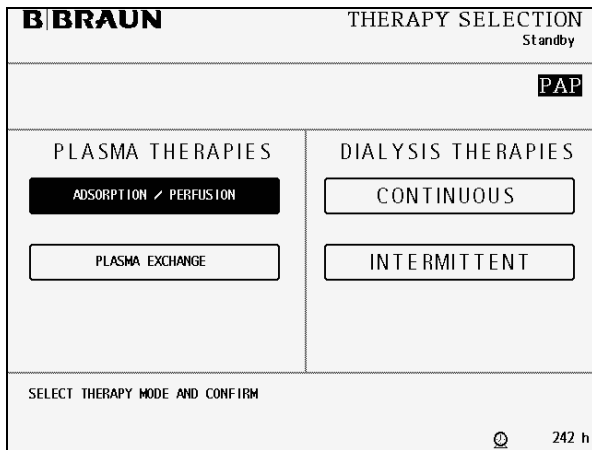 B|BRAUN
THERAPY SELECTION
Standby
PAP
PLASMA THERAPIES
ADSORPTION / PERFUSION
PLASMA EXCHANGE
DIALYSIS THERAPIES
CONTINUOUS
INTERMITTENT
SELECT THERAPY MODE AND CONFIRM
242 h